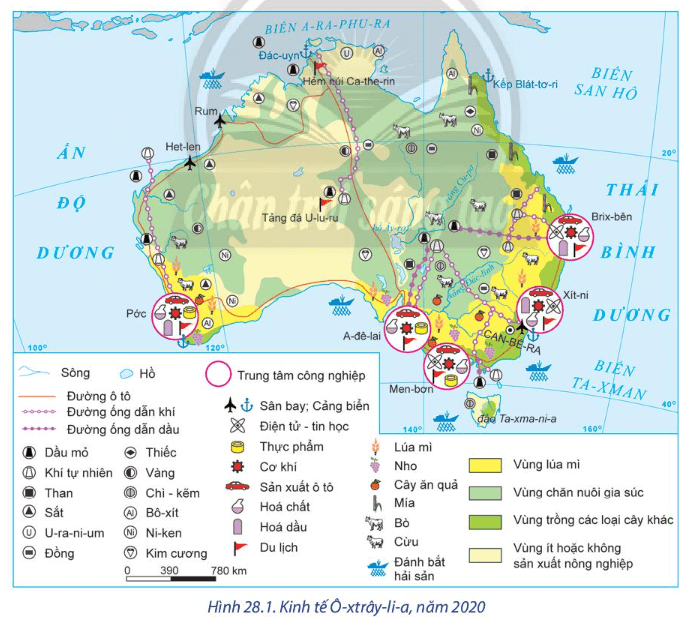 BIỂN A-RA-PHU-RA
Đác-uyn
Hẻm núi Ca-the-rin
Kếp Blát-tơ-ri
BIỂN
SAN HÔ
Rum
Het-len
20°
ẤN
ĐỘ
DƯƠNG
THÁI
BÌNH
DƯƠNG
Chân trời sáng tạo
Tảng đá U-lu-ru
Brix-bên
Pớc
Xít-ni
A-đê-lai
CAN-BÊ-RA
Men-bơn
BIỂN
TA-XMAN
100°
120°
140°
160°
40°
đảo Ta-xma-ni-a
Sông
Hồ
Trung tâm công nghiệp
Đường ô tô
Đường ống dẫn khí
Đường ống dẫn dầu
Sân bay; Cảng biển
Điện tử - tin học
Dầu mỏ
Thiếc
Thực phẩm
Lúa mì
Khí tự nhiên
Vàng
Cơ khí
Nho
Vùng lúa mì
Than
Chì - kẽm
Sản xuất ô tô
Cây ăn quả
Vùng chăn nuôi gia súc
Sắt
Al Bô-xít
Hoá chất
Mía
U U-ra-ni-um
Ni Ni-ken
Hoá dầu
Bò
Vùng trồng các loại cây khác
Đồng
Kim cương
Du lịch
Cừu
Vùng ít hoặc không
sản xuất nông nghiệp
0 390 780 km
Đánh bắt
hải sản
Hình 28.1. Kinh tế Ô-xtrây-li-a, năm 2020